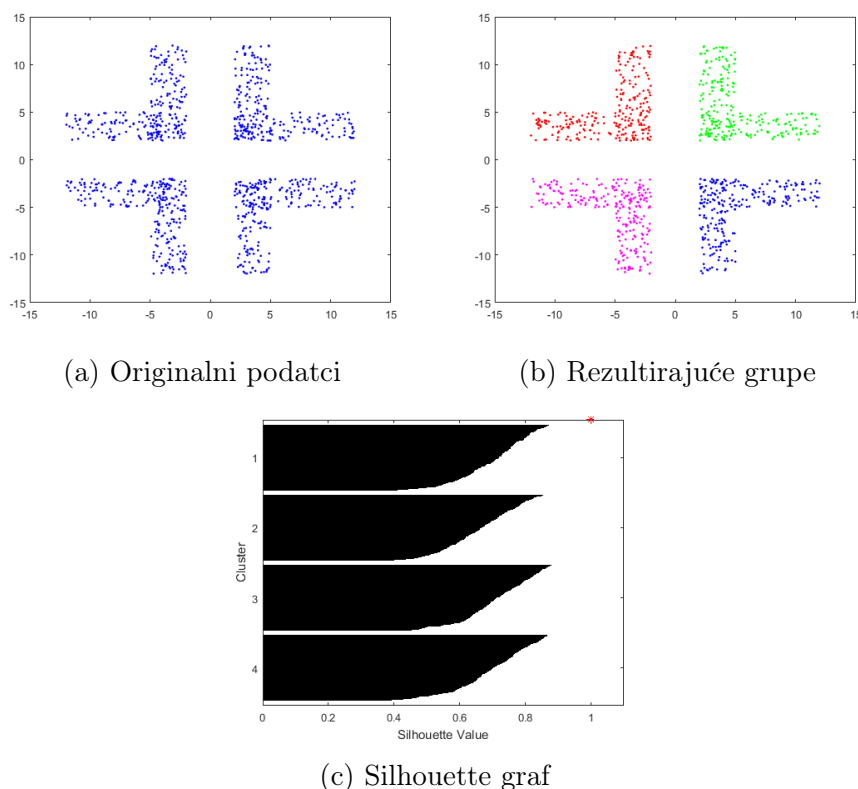 15
10
5
0
-5
-10
-15
-15 -10 -5 0 5 10 15
15
10
5
0
-5
-10
-15
-15 -10 -5 0 5 10 15
(a) Originalni podatci
(b) Rezultirajuće grupe
Cluster
1
2
3
4
0 0.2 0.4 0.6 0.8 1
Silhouette Value
(c) Silhouette graf